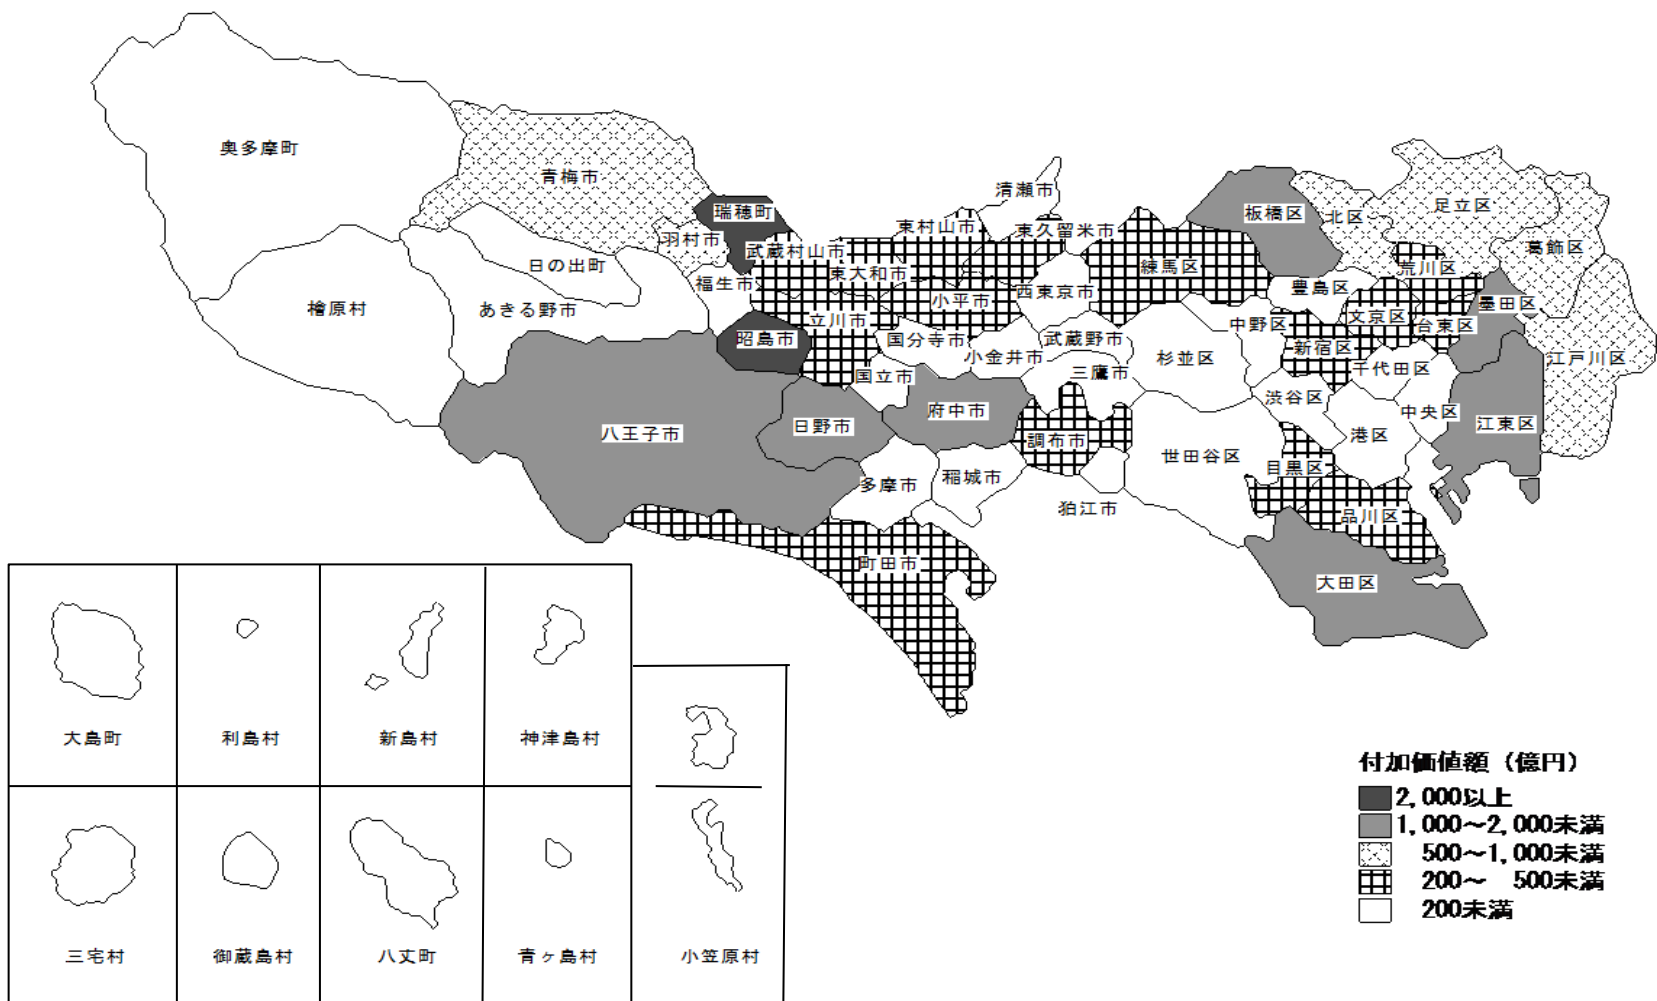 奥多摩町
青梅市
瑞穂町
羽村市
日の出町
福生市
檜原村
あきる野市
武蔵村山市
東村山市
清瀬市
東久留米市
東大和市
小平市
西東京市
練馬区
板橋区
北区
足立区
葛飾区
荒川区
豊島区
文京区
台東区
墨田区
江戸川区
昭島市
立川市
国分寺市
小金井市
武蔵野市
三鷹市
杉並区
中野区
新宿区
千代田区
国立市
渋谷区
中央区
港区
江東区
八王子市
日野市
府中市
調布市
世田谷区
目黒区
多摩市
稲城市
狛江市
品川区
町田市
大田区
大島町
利島村
新島村
神津島村
三宅村
御蔵島村
八丈町
青ヶ島村
小笠原村
付加価値額（億円）
2,000以上
1,000～2,000未満
500～1,000未満
200～ 500未満
200未満